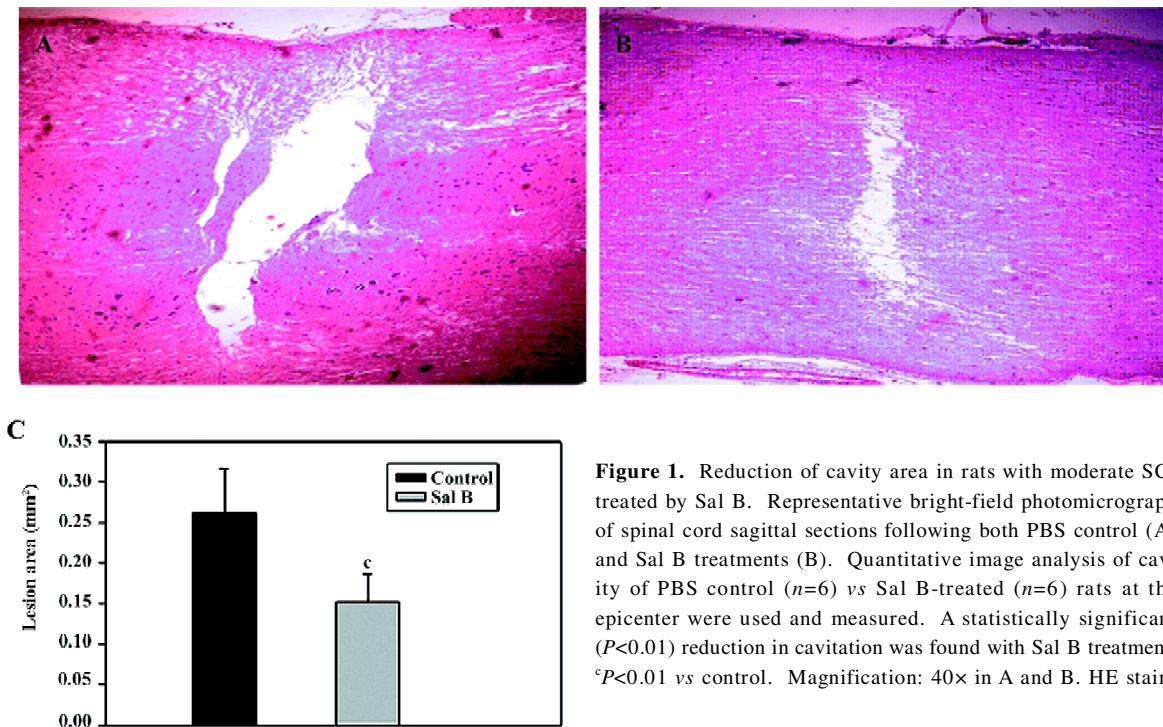 A
B
C
0.35
0.30
0.25
0.20
0.15
0.10
0.05
0.00
Lesion area (mm²)
Control
Sal B
c
Figure 1. Reduction of cavity area in rats with moderate SC
treated by Sal B. Representative bright-field photomicrograp
of spinal cord sagittal sections following both PBS control (A
and Sal B treatments (B). Quantitative image analysis of cav
ity of PBS control (n=6) vs Sal B-treated (n=6) rats at th
epicenter were used and measured. A statistically significan
(P<0.01) reduction in cavitation was found with Sal B treatmen
ᶜP<0.01 vs control. Magnification: 40× in A and B. HE stain